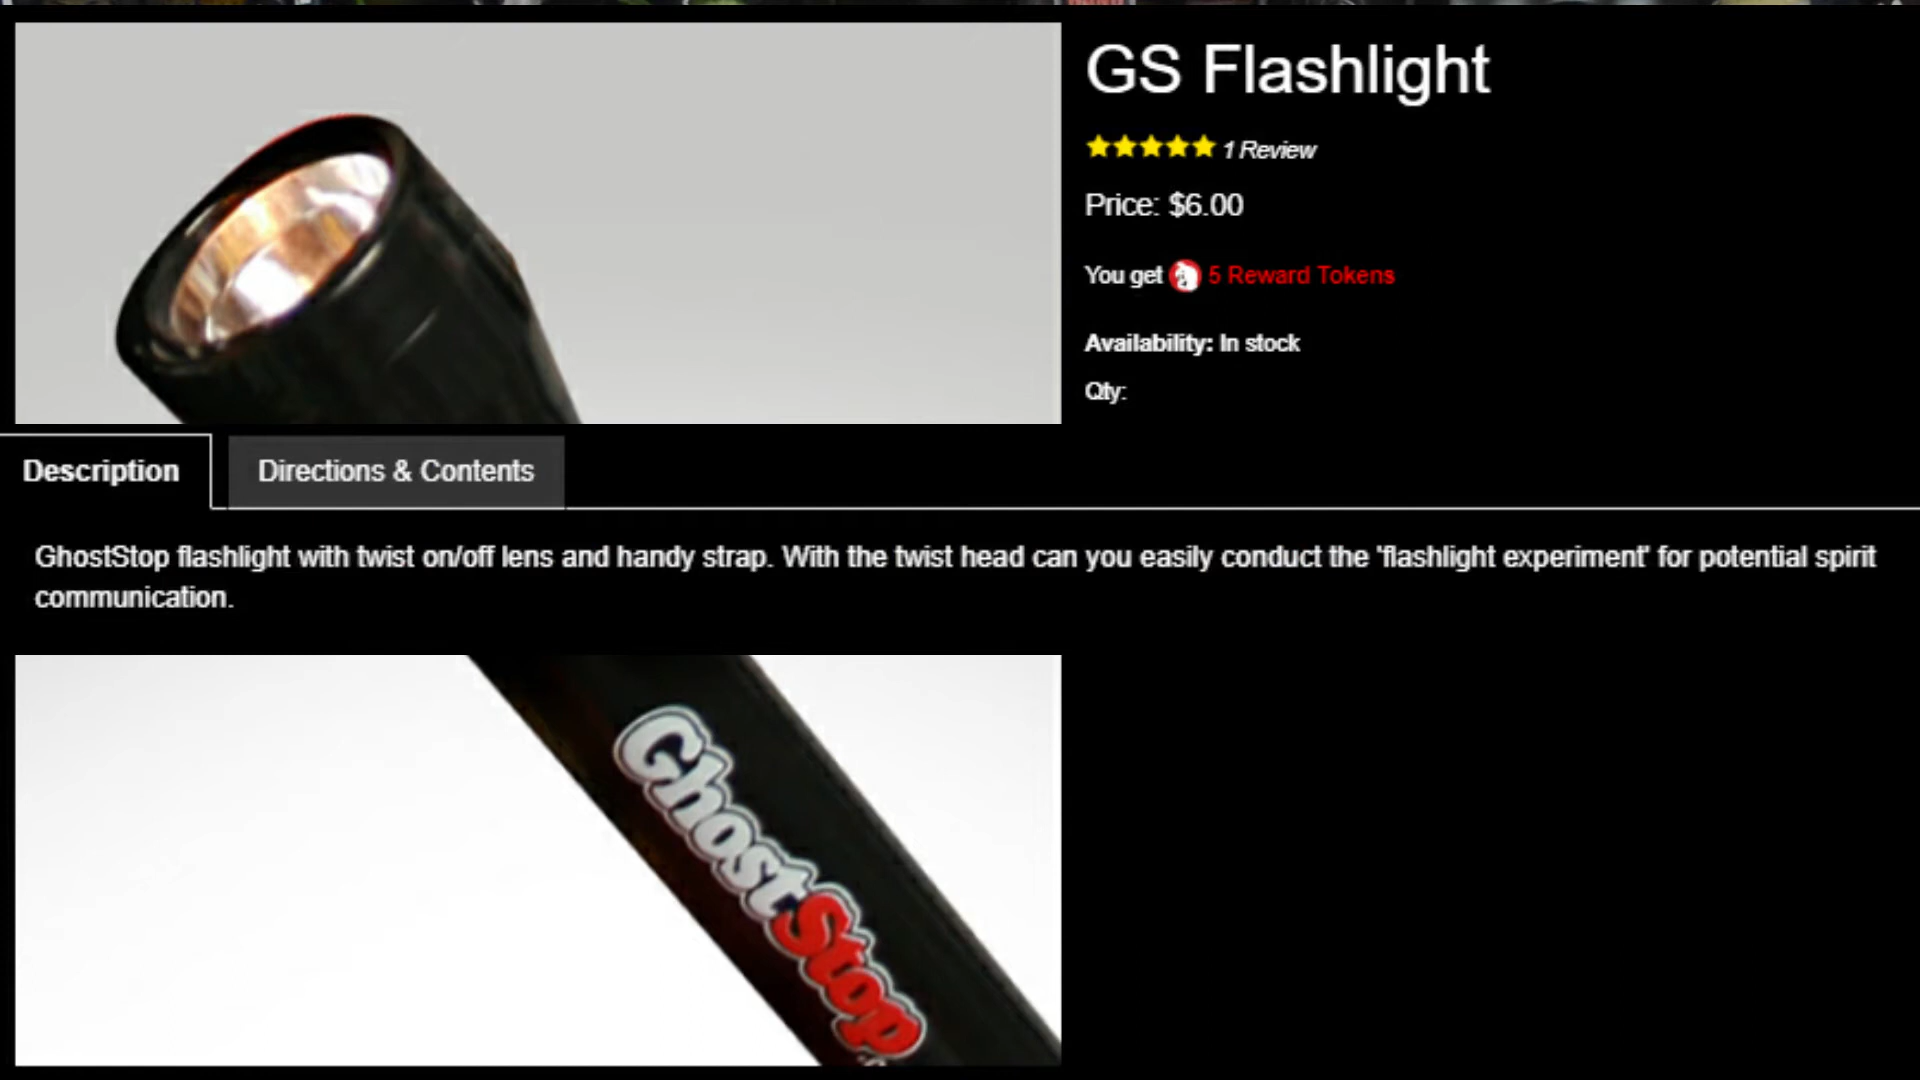 GS Flashlight
1 Review
Price: $6.00
You get 5 Reward Tokens
Availability: In stock
Qty:
Description
Directions & Contents
GhostStop flashlight with twist on/off lens and handy strap. With the twist head can you easily conduct the 'flashlight experiment' for potential spirit
communication.
GhostStop